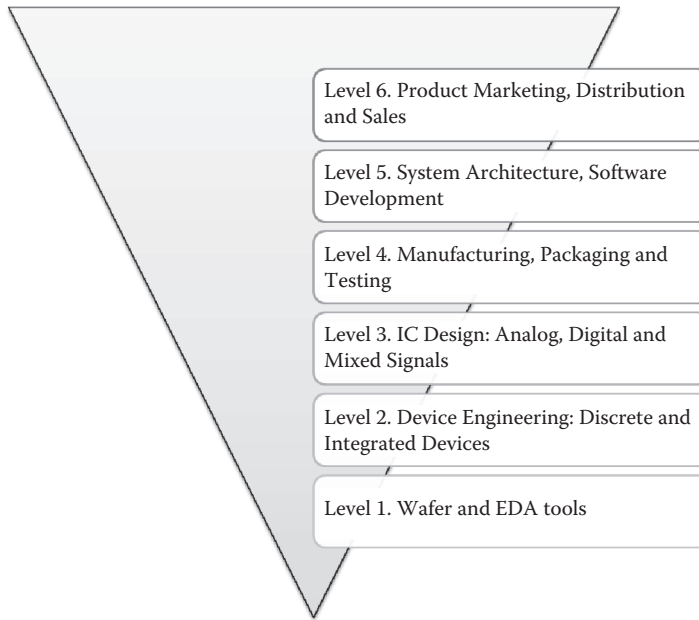 Level 6. Product Marketing, Distribution
and Sales
Level 5. System Architecture, Software
Development
Level 4. Manufacturing, Packaging and
Testing
Level 3. IC Design: Analog, Digital and
Mixed Signals
Level 2. Device Engineering: Discrete and
Integrated Devices
Level 1. Wafer and EDA tools